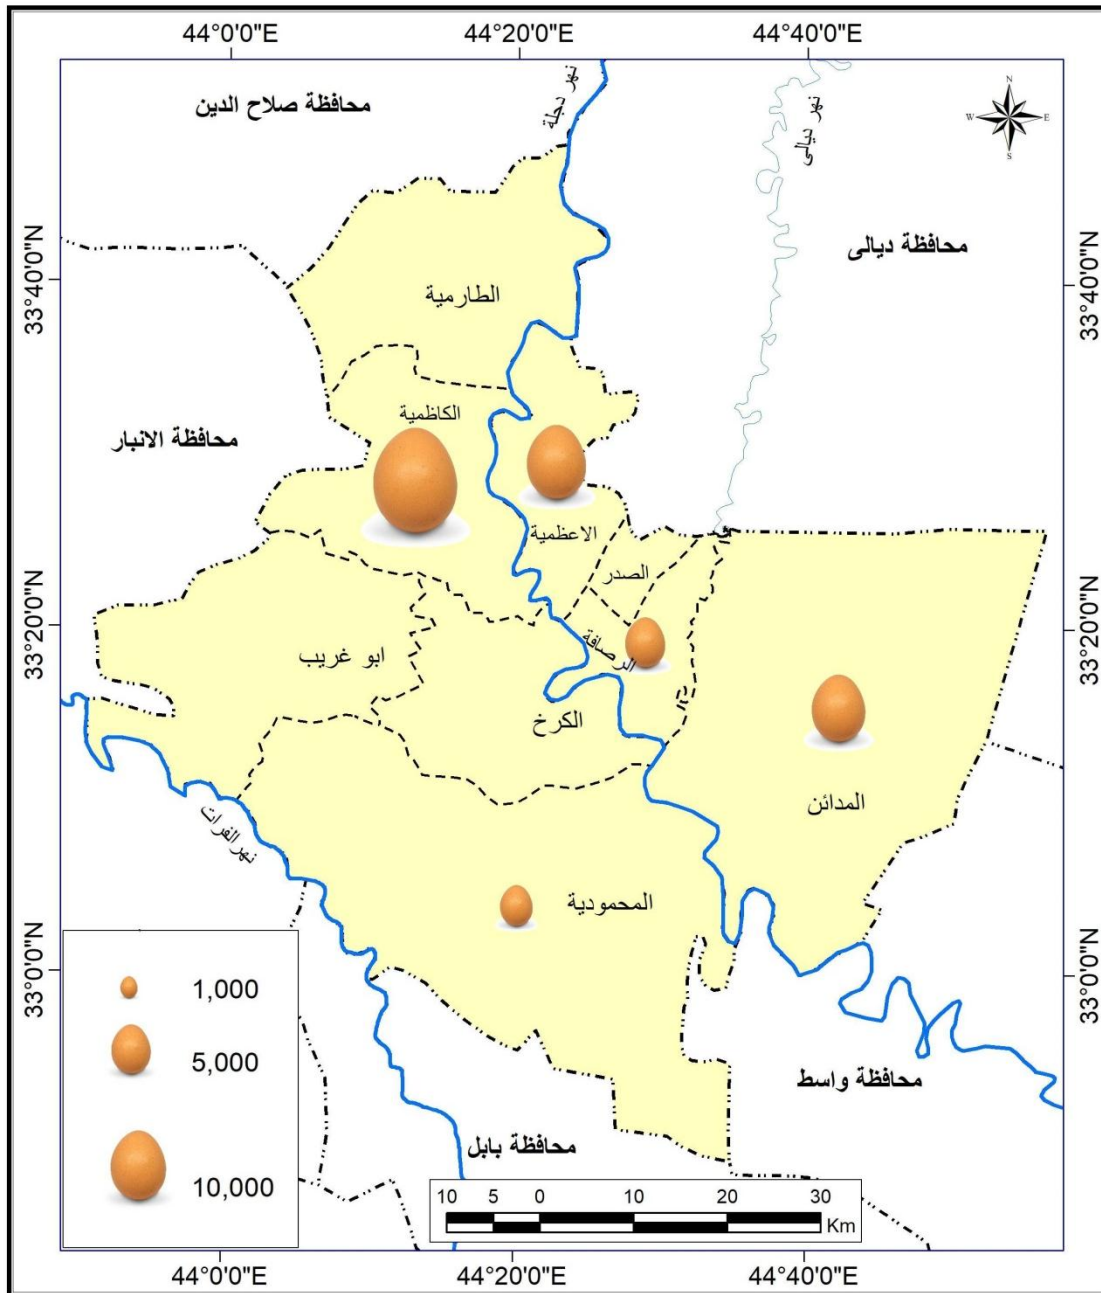 44°0'0"E 44°20'0"E 44°40'0"E
N
W E
S
محافظة صلاح الدين
نهر دجلة
نهر ديالى
محافظة ديالى
33°40'0"N 33°40'0"N
الطارمية
الكاظمية
محافظة الانبار
الاعظمية
الصدر
33°20'0"N 33°20'0"N
الرصافة
ابو غريب
الكرخ
المدائن
نهر الفرات
المحمودية
33°0'0"N 33°0'0"N
1,000
5,000
10,000
محافظة واسط
محافظة بابل
10 5 0 10 20 30
Km
44°0'0"E 44°20'0"E 44°40'0"E